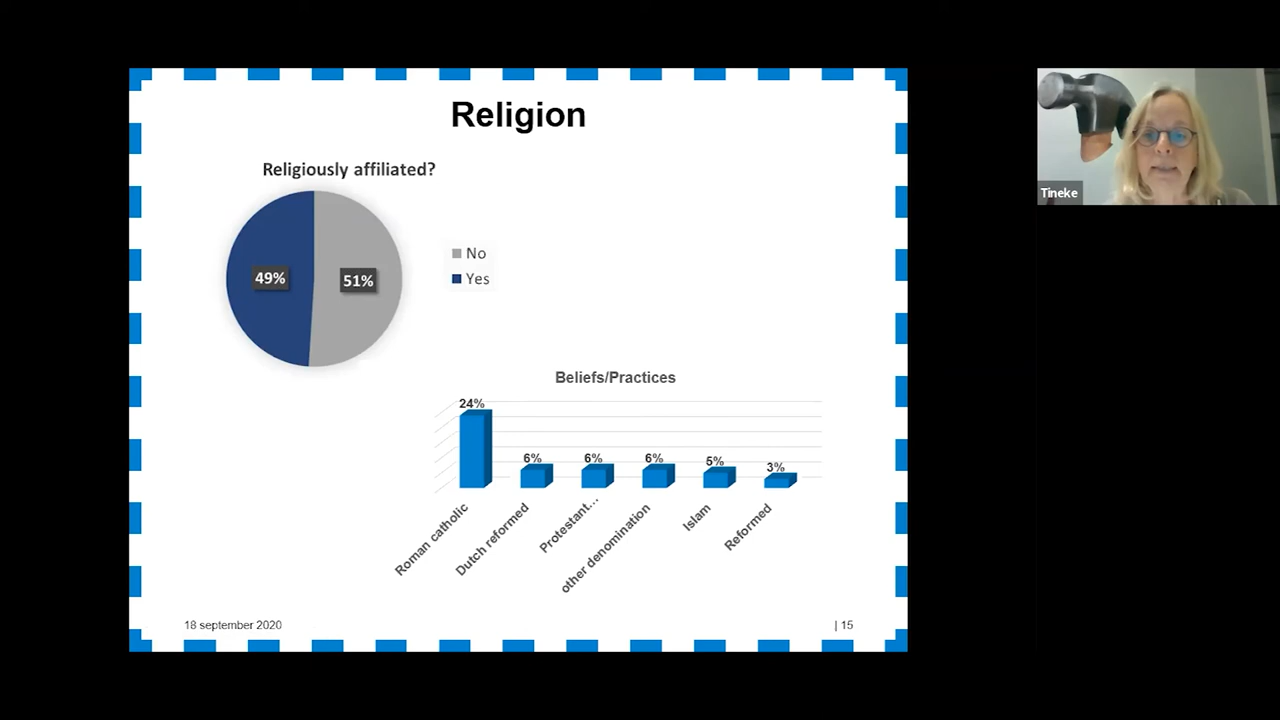 Religion
Religiously affiliated?
49%
51%
No
Yes
Beliefs/Practices
24%
6%
6%
6%
5%
3%
Roman catholic
Dutch reformed
Protestant...
other denomination
Islam
Reformed
18 september 2020
| 15
Tineke